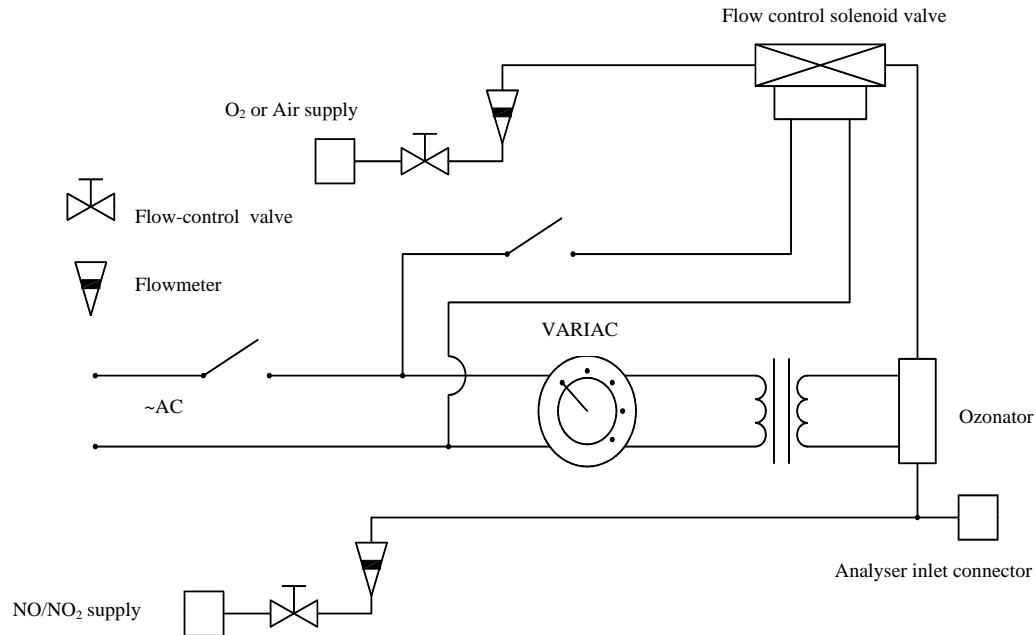 Flow control solenoid valve
O₂ or Air supply
Flow-control valve
Flowmeter
VARIAC
~AC
Ozonator
Analyser inlet connector
NO/NO₂ supply